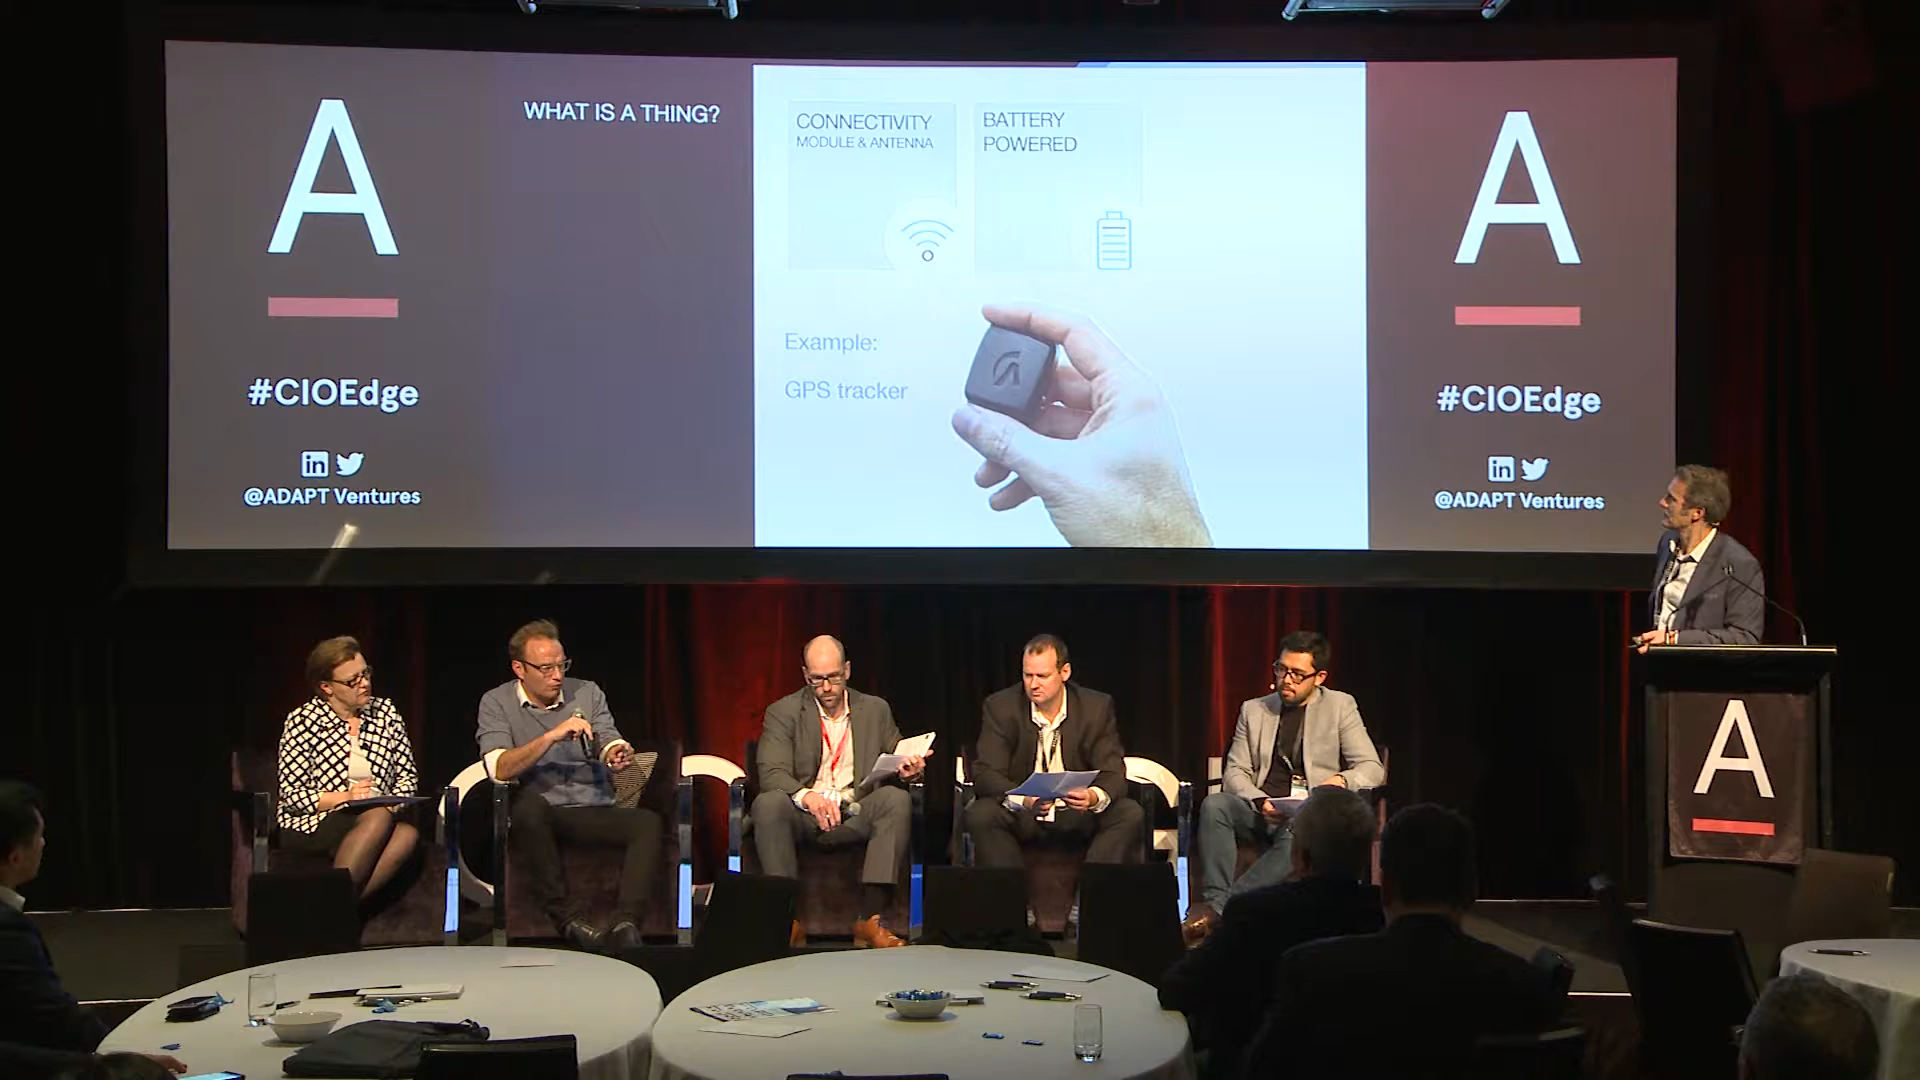 A
#CIOEdge
@ADAPT Ventures
WHAT IS A THING?
CONNECTIVITY
MODULE & ANTENNA
BATTERY
POWERED
Example:
GPS tracker
A
#CIOEdge
@ADAPT Ventures
A